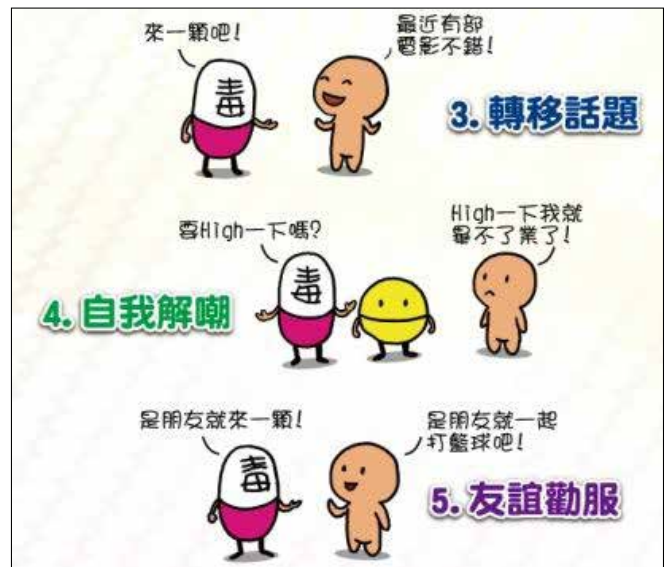 來一顆吧!
最近有部
電影不錯!
毒
3. 轉移話題
要High一下嗎?
High一下我就
畢不了業了!
毒
4. 自我解嘲
是朋友就來一顆!
是朋友就一起
打籃球吧!
毒
5. 友誼勸服